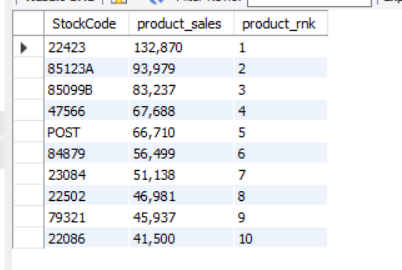 StockCode product_sales product_rnk
22423 132,870 1
85123A 93,979 2
85099B 83,237 3
47566 67,688 4
POST 66,710 5
84879 56,499 6
23084 51,138 7
22502 46,981 8
79321 45,937 9
22086 41,500 10